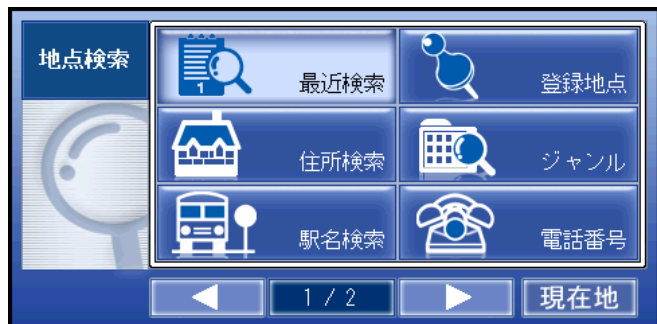 地点検索
最近検索
登録地点
1
住所検索
ジャンル
駅名検索
電話番号
1 / 2
現在地